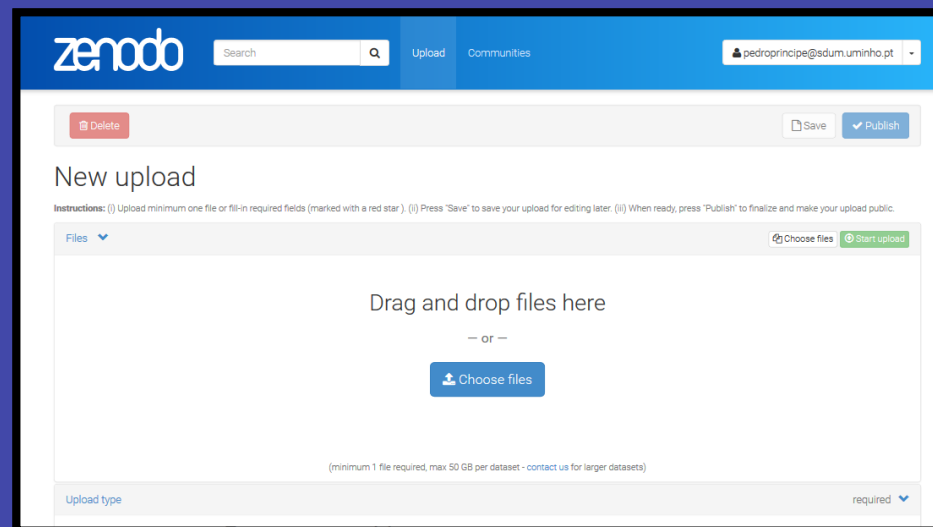 zenodo
Search
Upload
Communities
pedroprincipe@sdum.uminho.pt
Delete
Save
Publish
New upload
Instructions: (i) Upload minimum one file or fill-in required fields (marked with a red star ). (ii) Press "Save" to save your upload for editing later. (iii) When ready, press "Publish" to finalize and make your upload public.
Files
Choose files
Start upload
Drag and drop files here
— or —
Choose files
(minimum 1 file required, max 50 GB per dataset - contact us for larger datasets)
Upload type
required